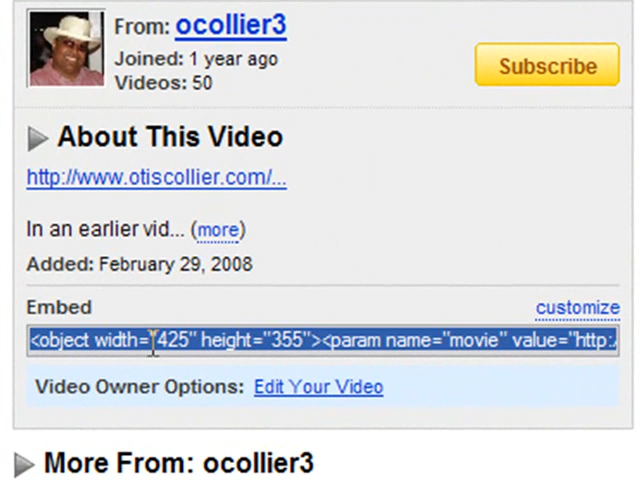 From: ocollier3
Joined: 1 year ago
Videos: 50
Subscribe
About This Video
http://www.otiscollier.com/...
In an earlier vid... (more)
Added: February 29, 2008
Embed
customize
<object width="425" height="355"><param name="movie" value="http:/
Video Owner Options: Edit Your Video
More From: ocollier3